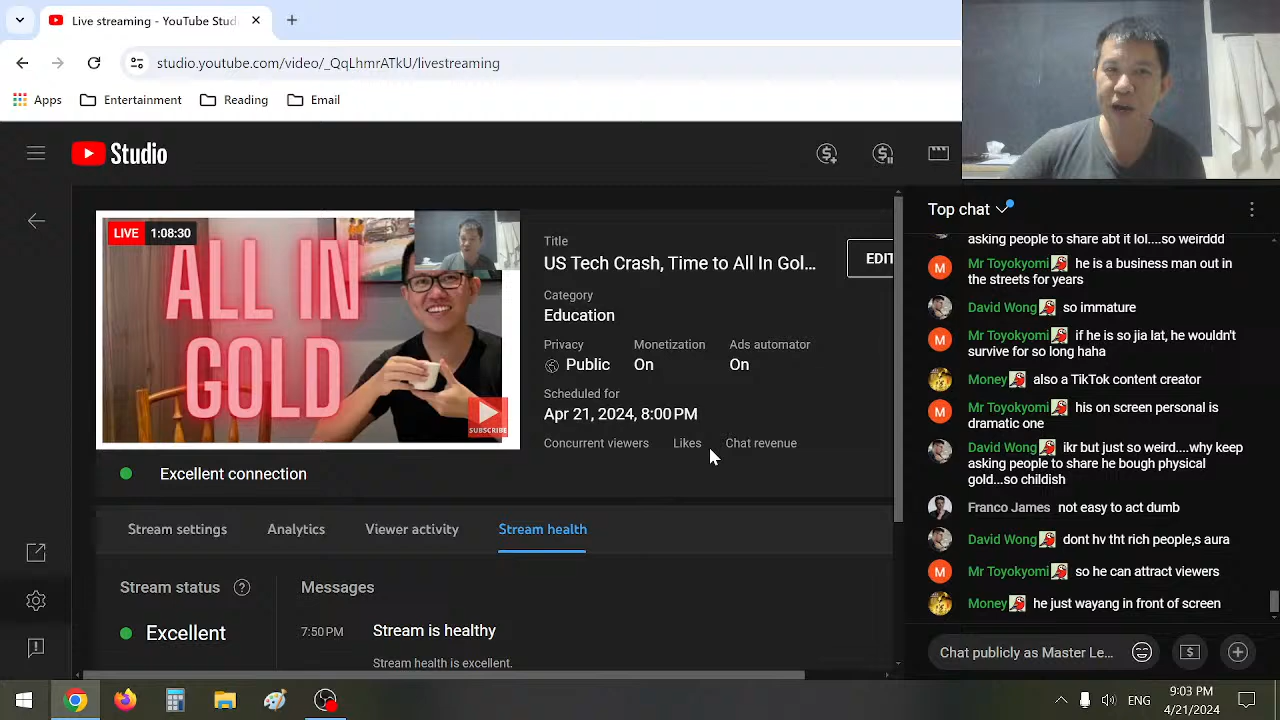 Live streaming - YouTube Stud
studio.youtube.com/video/_QqLhmrATkU/livestreaming
Apps
Entertainment
Reading
Email
Studio
LIVE 1:08:30
ALL IN
GOLD
SUBSCRIBE
Title
US Tech Crash, Time to All In Gol...
EDIT
Category
Education
Privacy
Monetization
Ads automator
Public
On
On
Scheduled for
Apr 21, 2024, 8:00 PM
Concurrent viewers
Likes
Chat revenue
Excellent connection
Stream settings
Analytics
Viewer activity
Stream health
Stream status
Messages
Excellent
7:50 PM
Stream is healthy
Stream health is excellent.
Top chat
asking people to share abt it lol....so weirddd
M
Mr Toyokyomi he is a business man out in
the streets for years
David Wong so immature
M
Mr Toyokyomi if he is so jia lat, he wouldn't
survive for so long haha
Money also a TikTok content creator
M
Mr Toyokyomi his on screen personal is
dramatic one
David Wong ikr but just so weird....why keep
asking people to share he bough physical
gold...so childish
Franco James not easy to act dumb
David Wong dont hv tht rich people,s aura
M
Mr Toyokyomi so he can attract viewers
Money he just wayang in front of screen
Chat publicly as Master Le...
ENG
9:03 PM
4/21/2024